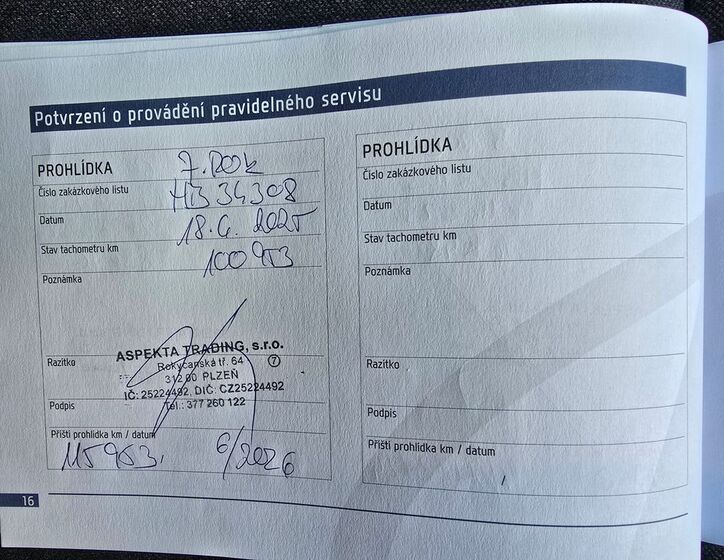 Potvrzení o provádění pravidelného servisu
PROHLÍDKA 7. ROK
Číslo zakázkového listu HB 34308
Datum 18.6. 2025
Stav tachometru km 100953
Poznámka
Razítko
ASPEKTA TRADING, s.r.o.
Rokycanská tř. 64
312 00 PLZEŇ 7
IČ: 25224492, DIČ: CZ25224492
Tel.: 377 260 122
Podpis
Příští prohlídka km / datum
115953, 6/2026
PROHLÍDKA
Číslo zakázkového listu
Datum
Stav tachometru km
Poznámka
Razítko
Podpis
Příští prohlídka km / datum
16